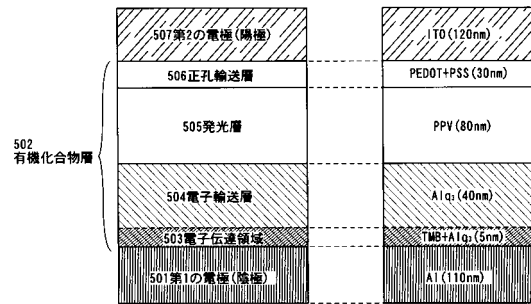 507第2の電極(陽極)
506正孔輸送層
505発光層
504電子輸送層
503電子伝達領域
501第1の電極(陰極)
502
有機化合物層
ITO(120nm)
PEDOT+PSS(30nm)
PPV(80nm)
Alq₃(40nm)
TMB+Alq₃(5nm)
Al(110nm)